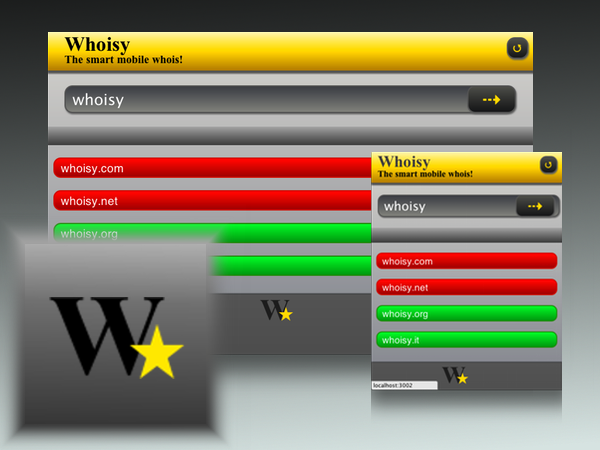 Whoisy
The smart mobile whois!
whoisy
whoisy.com
whoisy.net
whoisy.org
W
Whoisy
The smart mobile whois!
whoisy
whoisy.com
whoisy.net
whoisy.org
whoisy.it
W
localhost:3002
W